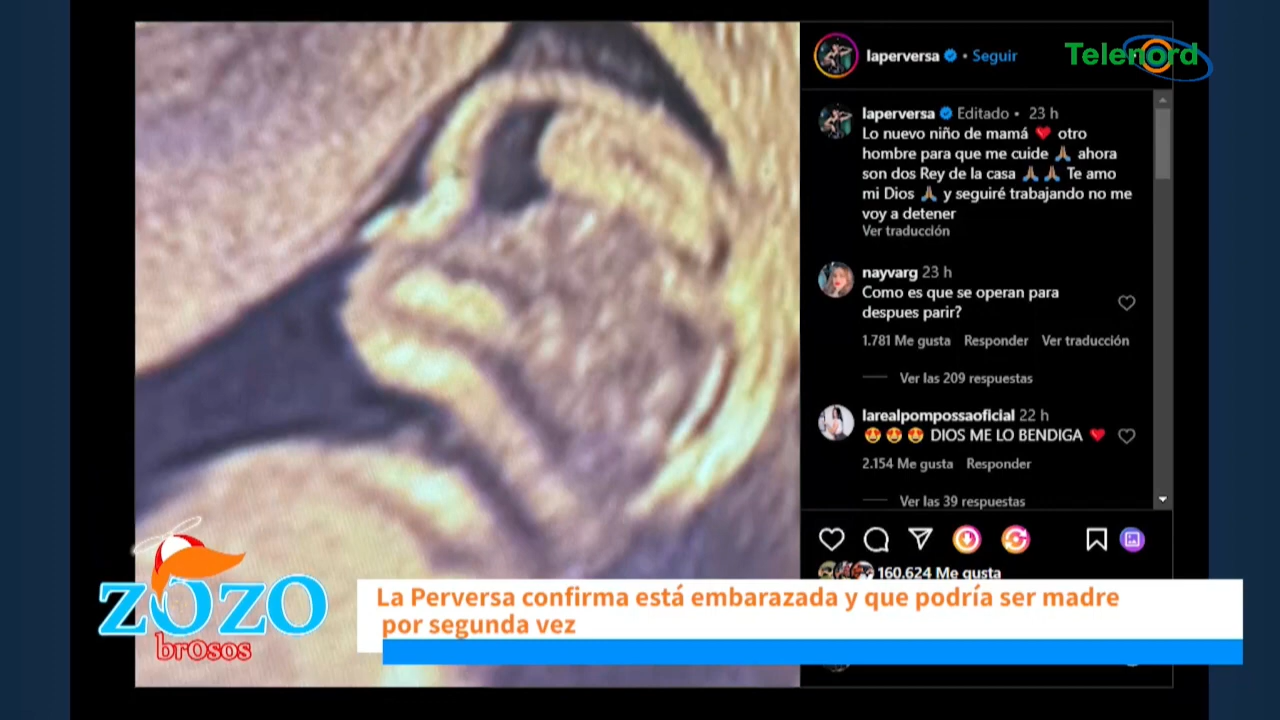 laperversa • Seguir
Telenord
laperversa Editado • 23 h
Lo nuevo niño de mamá ❤️ otro
hombre para que me cuide 🙏🏽 ahora
son dos Rey de la casa 🙏🏽 🙏🏽 Te amo
mi Dios 🙏🏽 y seguiré trabajando no me
voy a detener
Ver traducción
nayvarg 23 h
Como es que se operan para
despues parir?
1.781 Me gusta Responder Ver traducción
Ver las 209 respuestas
larealpompossaoficial 22 h
😍 😍 😍 DIOS ME LO BENDIGA ❤️
2.154 Me gusta Responder
Ver las 39 respuestas
160.624 Me gusta
ZOZO
brOsos
La Perversa confirma está embarazada y que podría ser madre
por segunda vez